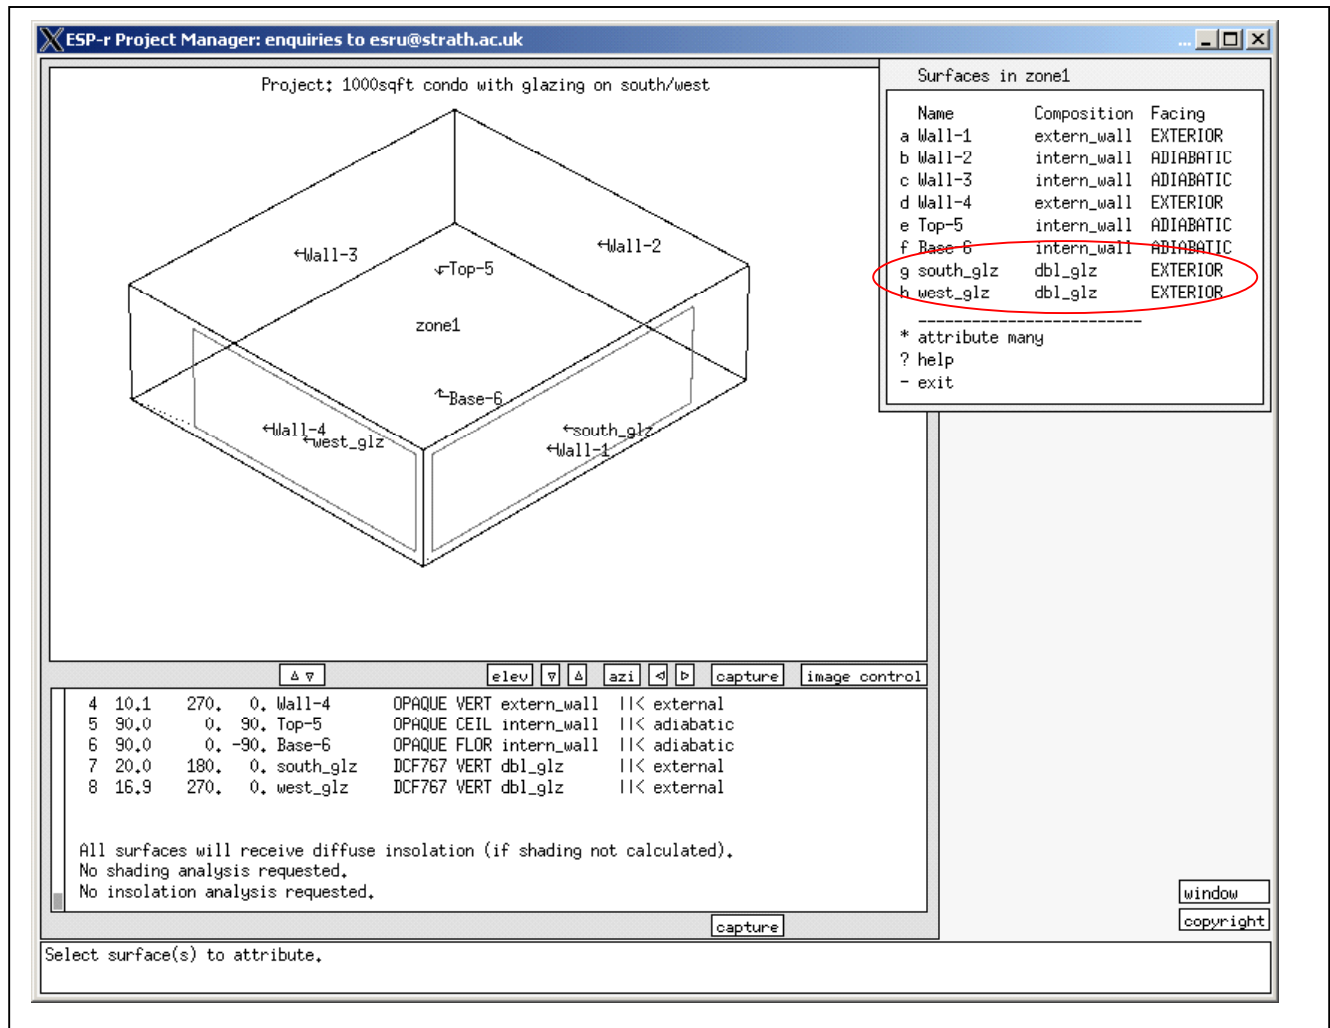 ESP-r Project Manager: enquiries to esru@strath.ac.uk
Project: 1000sqft condo with glazing on south/west
Wall-3
Wall-2
Top-5
zone1
Base-6
Wall-4
west_glz
south_glz
Wall-1
Surfaces in zone1
Name Composition Facing
a Wall-1 extern_wall EXTERIOR
b Wall-2 intern_wall ADIABATIC
c Wall-3 intern_wall ADIABATIC
d Wall-4 extern_wall EXTERIOR
e Top-5 intern_wall ADIABATIC
f Base-6 intern_wall ADIABATIC
g south_glz dbl_glz EXTERIOR
h west_glz dbl_glz EXTERIOR
* attribute many
? help
- exit
elev azi capture image control
4 10.1 270. 0. Wall-4 OPAQUE VERT extern_wall ||< external
5 90.0 0. 90. Top-5 OPAQUE CEIL intern_wall ||< adiabatic
6 90.0 0. -90. Base-6 OPAQUE FLOR intern_wall ||< adiabatic
7 20.0 180. 0. south_glz DCF767 VERT dbl_glz ||< external
8 16.9 270. 0. west_glz DCF767 VERT dbl_glz ||< external
All surfaces will receive diffuse insolation (if shading not calculated).
No shading analysis requested.
No insolation analysis requested.
window
copyright
capture
Select surface(s) to attribute.